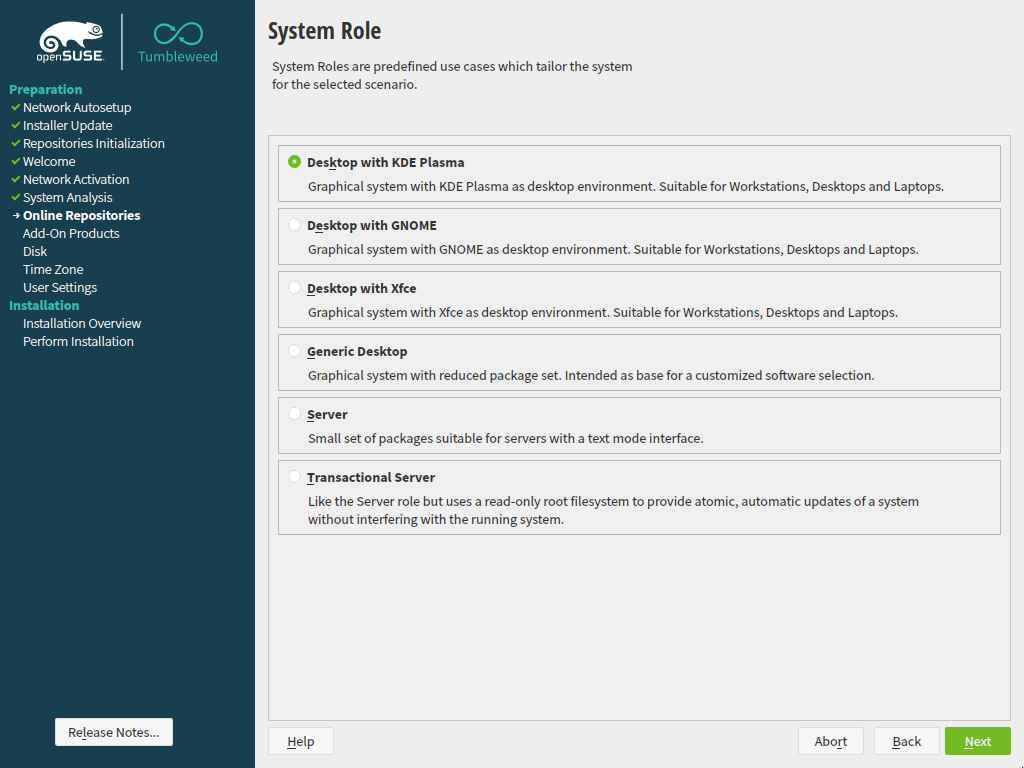 openSUSE
Tumbleweed
Preparation
Network Autosetup
Installer Update
Repositories Initialization
Welcome
Network Activation
System Analysis
Online Repositories
Add-On Products
Disk
Time Zone
User Settings
Installation
Installation Overview
Perform Installation
Release Notes...
System Role
System Roles are predefined use cases which tailor the system
for the selected scenario.
Desktop with KDE Plasma
Graphical system with KDE Plasma as desktop environment. Suitable for Workstations, Desktops and Laptops.
Desktop with GNOME
Graphical system with GNOME as desktop environment. Suitable for Workstations, Desktops and Laptops.
Desktop with Xfce
Graphical system with Xfce as desktop environment. Suitable for Workstations, Desktops and Laptops.
Generic Desktop
Graphical system with reduced package set. Intended as base for a customized software selection.
Server
Small set of packages suitable for servers with a text mode interface.
Transactional Server
Like the Server role but uses a read-only root filesystem to provide atomic, automatic updates of a system
without interfering with the running system.
Help
Abort
Back
Next